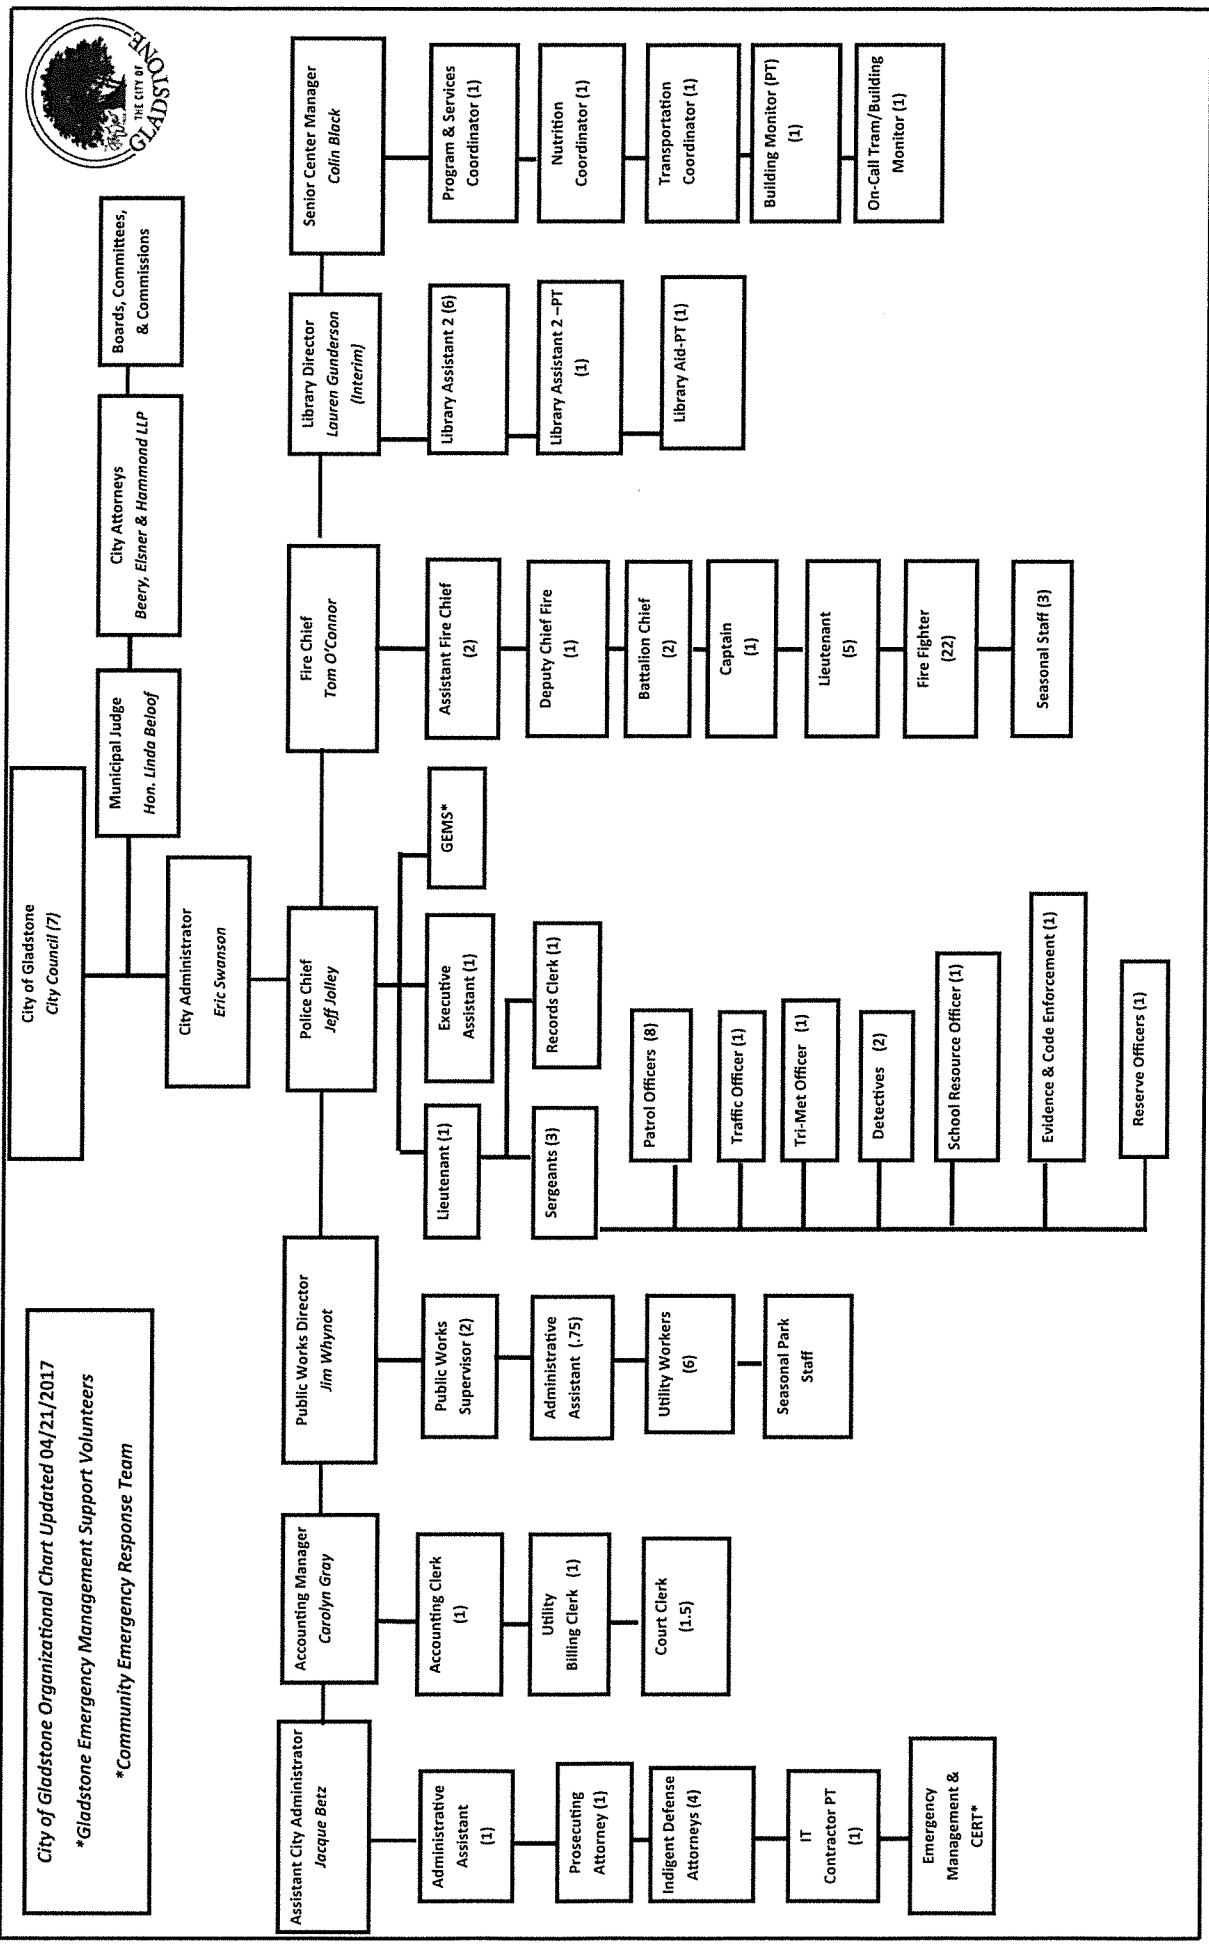 City of Gladstone Organizational Chart Updated 04/21/2017
*Gladstone Emergency Management Support Volunteers
*Community Emergency Response Team
City of Gladstone
City Council (7)
THE CITY OF
GLADSTONE
Municipal Judge
Hon. Linda Beloof
City Attorneys
Beery, Elsner & Hammond LLP
Boards, Committees,
& Commissions
City Administrator
Eric Swanson
Assistant City Administrator
Jacque Betz
Administrative
Assistant
(1)
Prosecuting
Attorney (1)
Indigent Defense
Attorneys (4)
IT
Contractor PT
(1)
Emergency
Management &
CERT*
Accounting Manager
Carolyn Gray
Accounting Clerk
(1)
Utility
Billing Clerk (1)
Court Clerk
(1.5)
Public Works Director
Jim Whynot
Public Works
Supervisor (2)
Administrative
Assistant (.75)
Utility Workers
(6)
Seasonal Park
Staff
Police Chief
Jeff Jolley
Lieutenant (1)
Executive
Assistant (1)
GEMS*
Sergeants (3)
Records Clerk (1)
Patrol Officers (8)
Traffic Officer (1)
Tri-Met Officer (1)
Detectives (2)
School Resource Officer (1)
Evidence & Code Enforcement (1)
Reserve Officers (1)
Fire Chief
Tom O'Connor
Assistant Fire Chief
(2)
Deputy Chief Fire
(1)
Battalion Chief
(2)
Captain
(1)
Lieutenant
(5)
Fire Fighter
(22)
Seasonal Staff (3)
Library Director
Lauren Gunderson
(Interim)
Library Assistant 2 (6)
Library Assistant 2 –PT
(1)
Library Aid-PT (1)
Senior Center Manager
Colin Black
Program & Services
Coordinator (1)
Nutrition
Coordinator (1)
Transportation
Coordinator (1)
Building Monitor (PT)
(1)
On-Call Tram/Building
Monitor (1)